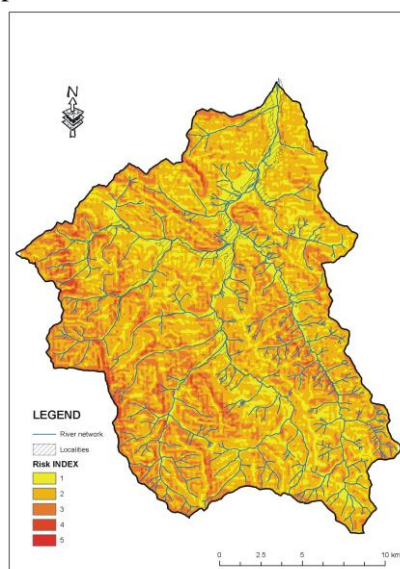 N
LEGEND
River network
Localities
Risk INDEX
1
2
3
4
5
0 2.5 5 10 km